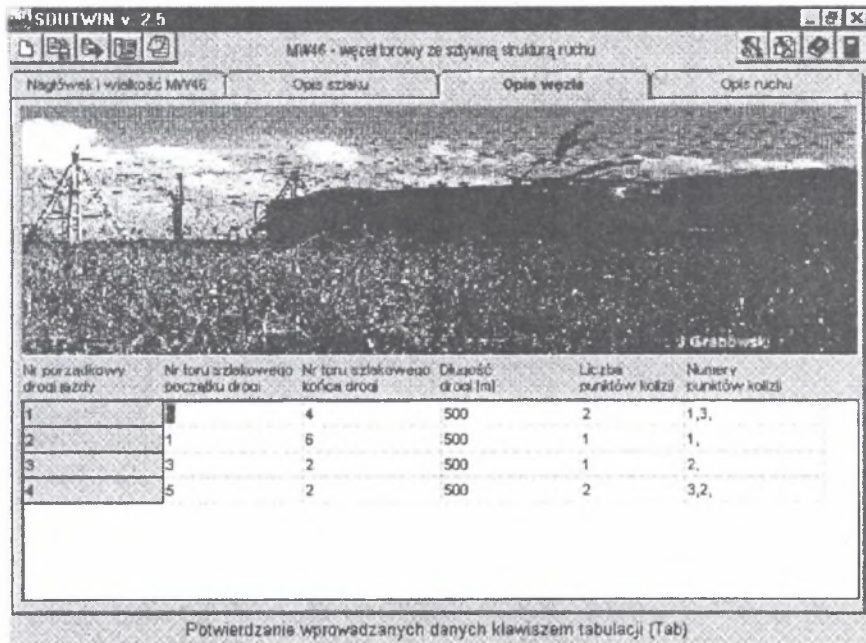 SOUTWIN v. 2.5
MW46 - węzeł torowy ze sztywną strukturą ruchu
Nagłówek i wielkość MW46 Opis szlaku Opis węzła Opis ruchu
J Grabowski
Nr porządkowy Nr toru szlakowego Nr toru szlakowego Długość Liczba Numery
drogi jazdy początku drogi końca drogi drogi [m] punktów kolizji punktów kolizji
1 4 500 2 1,3,
2 1 6 500 1 1,
3 3 2 500 1 2,
4 5 2 500 2 3,2,
Potwierdzanie wprowadzanych danych klawiszem tabulacji (Tab)